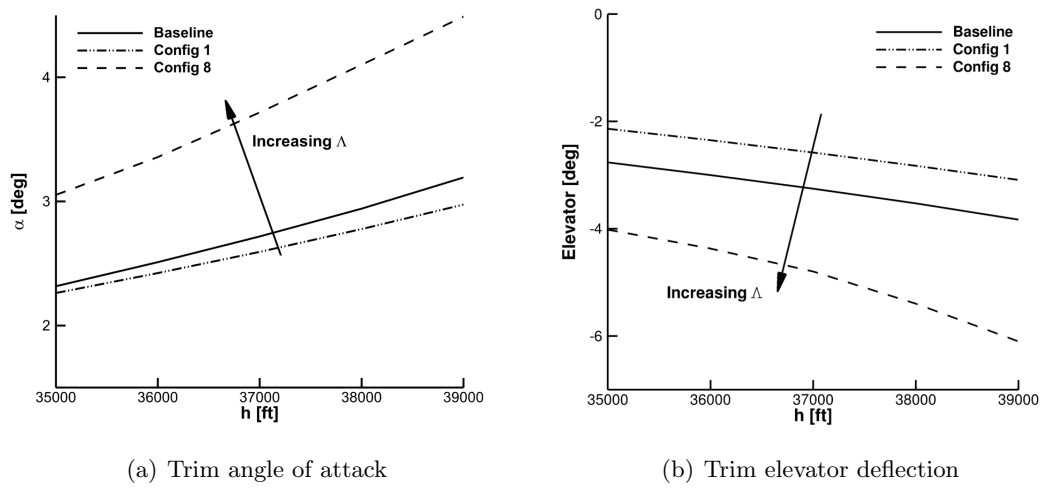 Baseline
Config 1
Config 8
Increasing Λ
4
3
2
α [deg]
35000 36000 37000 38000 39000
h [ft]
(a) Trim angle of attack
Baseline
Config 1
Config 8
Increasing Λ
0
-2
-4
-6
Elevator [deg]
35000 36000 37000 38000 39000
h [ft]
(b) Trim elevator deflection